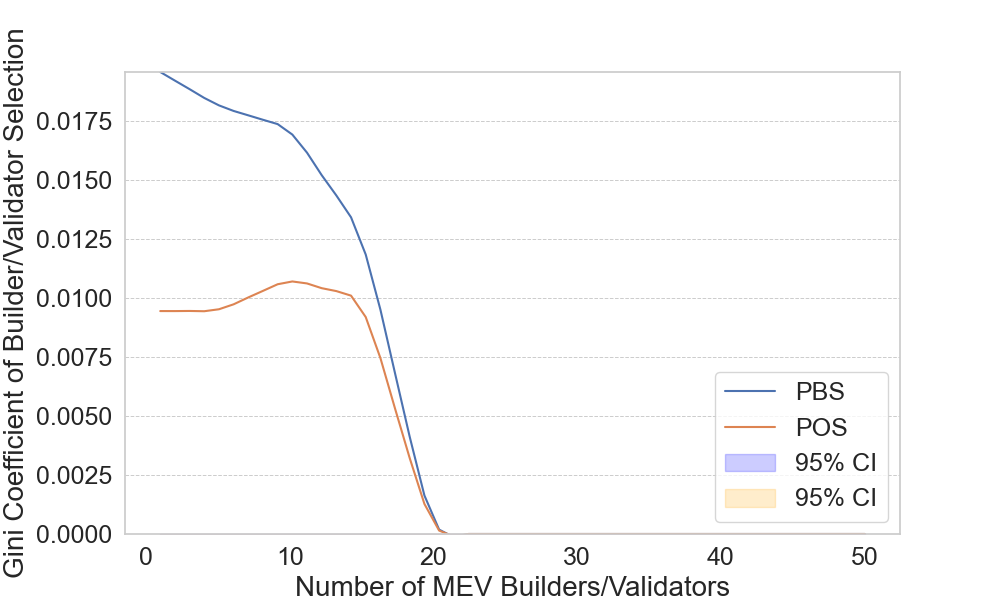 Gini Coefficient of Builder/Validator Selection
0.0175
0.0150
0.0125
0.0100
0.0075
0.0050
0.0025
0.0000
0 10 20 30 40 50
Number of MEV Builders/Validators
PBS
POS
95% CI
95% CI